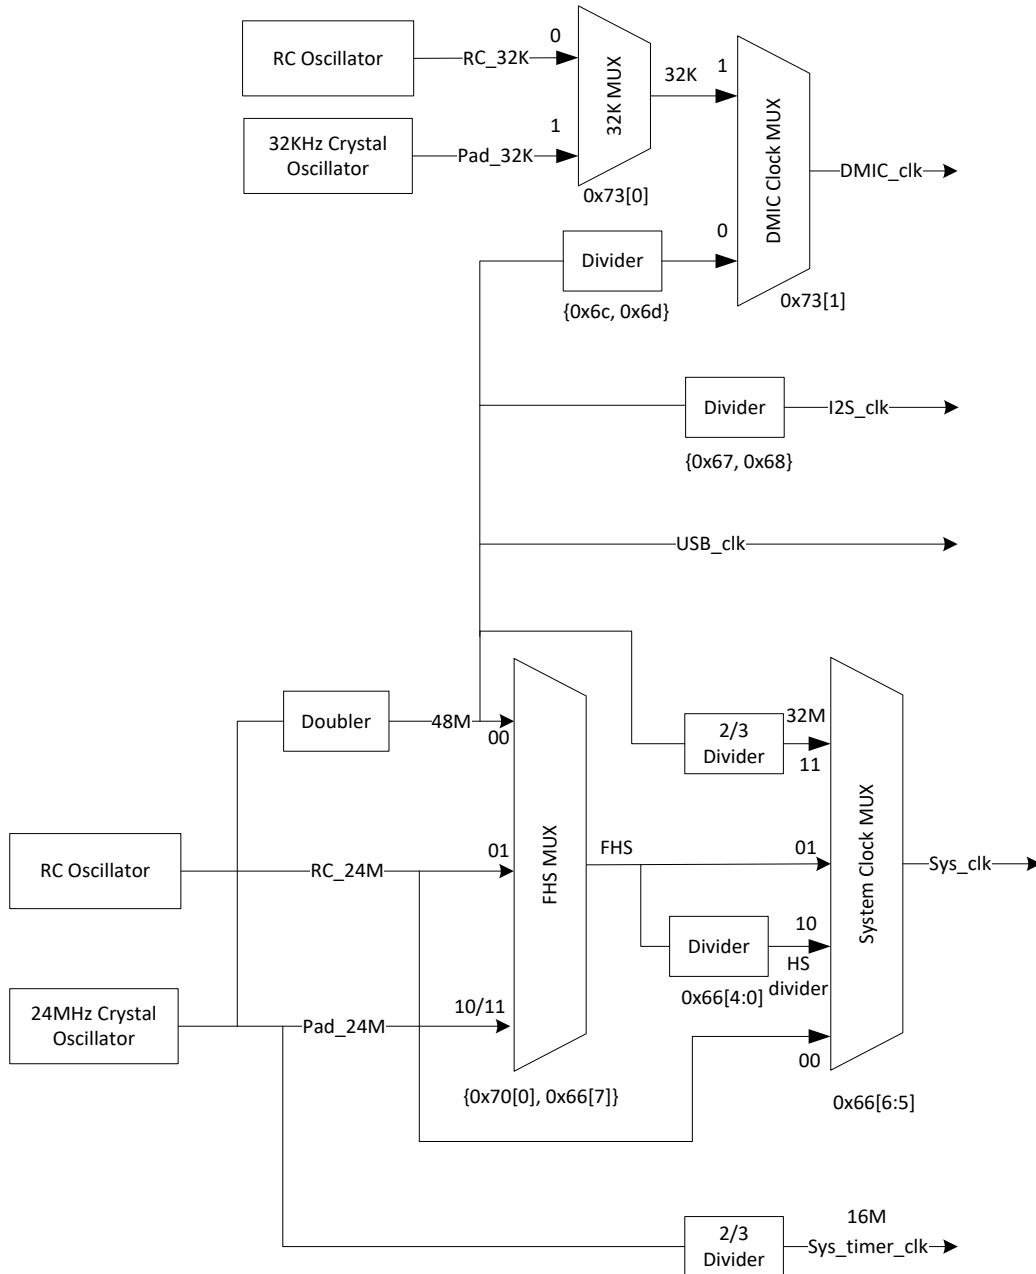 RC Oscillator
RC_32K
0
32KHz Crystal
Oscillator
Pad_32K
1
32K MUX
0x73[0]
32K
1
0
DMIC Clock MUX
0x73[1]
DMIC_clk
Divider
{0x6c, 0x6d}
Divider
{0x67, 0x68}
I2S_clk
USB_clk
Doubler
48M
00
RC Oscillator
RC_24M
01
24MHz Crystal
Oscillator
Pad_24M
10/11
FHS MUX
{0x70[0], 0x66[7]}
FHS
2/3
Divider
32M
11
01
Divider
0x66[4:0]
10
HS
divider
00
System Clock MUX
0x66[6:5]
Sys_clk
2/3
Divider
16M
Sys_timer_clk